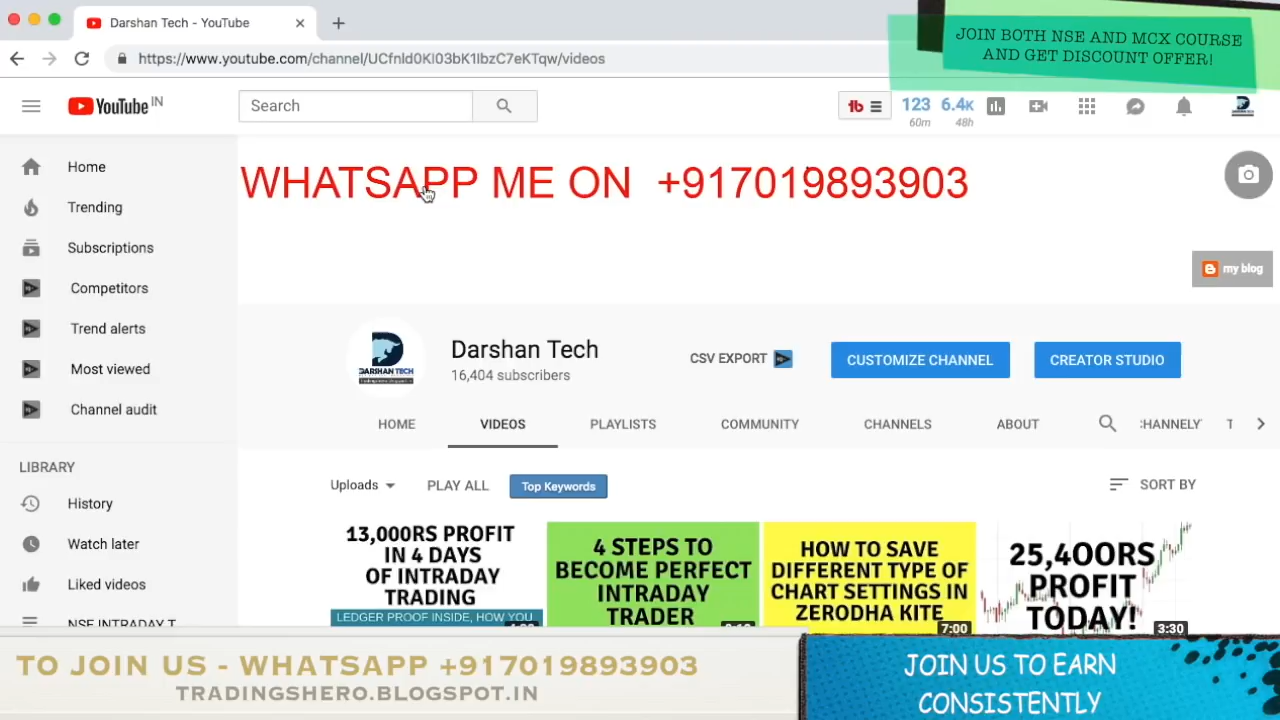 Darshan Tech - YouTube
https://www.youtube.com/channel/UCfnld0Kl03bK1IbzC7eKTqw/videos
JOIN BOTH NSE AND MCX COURSE
AND GET DISCOUNT OFFER!
YouTube IN
Search
123 6.4K
60m 48h
WHATSAPP ME ON +917019893903
my blog
Home
Trending
Subscriptions
Competitors
Trend alerts
Most viewed
Channel audit
LIBRARY
History
Watch later
Liked videos
NSE INTRADAY T
DARSHAN TECH
Darshan Tech
16,404 subscribers
CSV EXPORT
CUSTOMIZE CHANNEL
CREATOR STUDIO
HOME VIDEOS PLAYLISTS COMMUNITY CHANNELS ABOUT CHANNELY T
Uploads PLAY ALL Top Keywords SORT BY
13,000RS PROFIT
IN 4 DAYS
OF INTRADAY
TRADING
LEDGER PROOF INSIDE, HOW YOU
4 STEPS TO
BECOME PERFECT
INTRADAY
TRADER
HOW TO SAVE
DIFFERENT TYPE OF
CHART SETTINGS IN
ZERODHA KITE
7:00
25,400RS
PROFIT
TODAY!
3:30
TO JOIN US - WHATSAPP +917019893903
TRADINGSHERO.BLOGSPOT.IN
JOIN US TO EARN
CONSISTENTLY